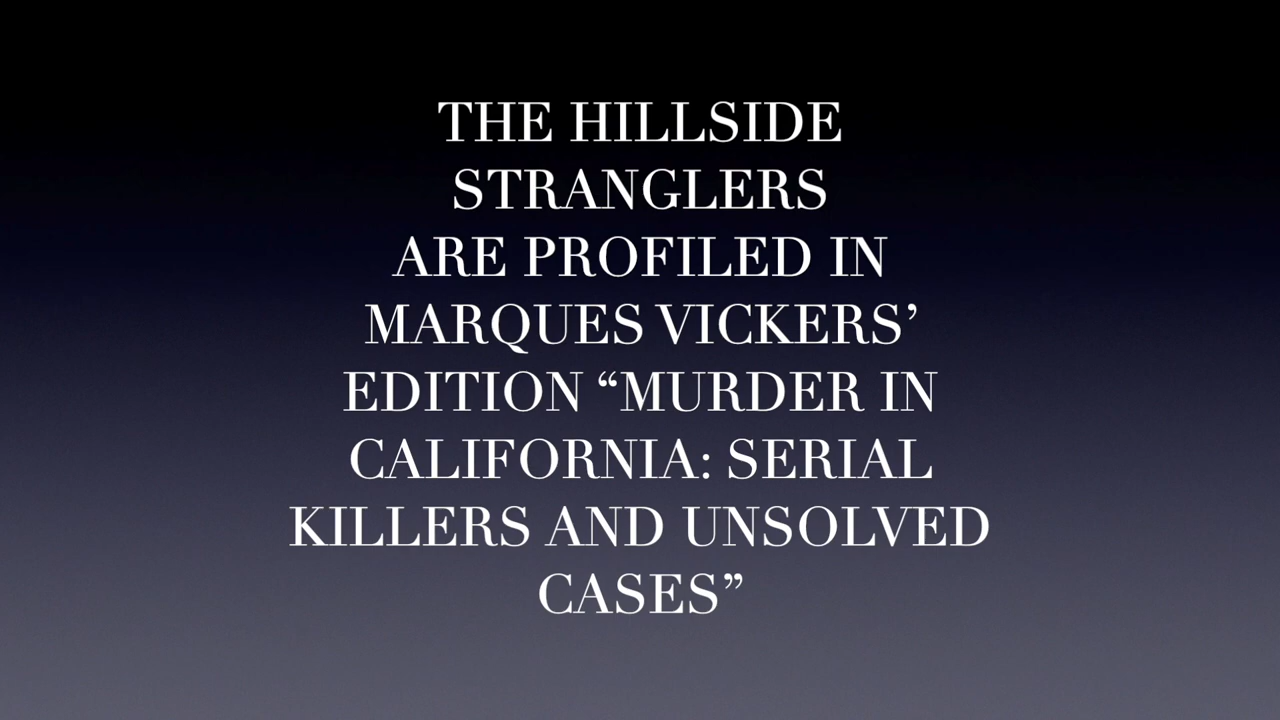 THE HILLSIDE
STRANGLERS
ARE PROFILED IN
MARQUES VICKERS’
EDITION “MURDER IN
CALIFORNIA: SERIAL
KILLERS AND UNSOLVED
CASES”